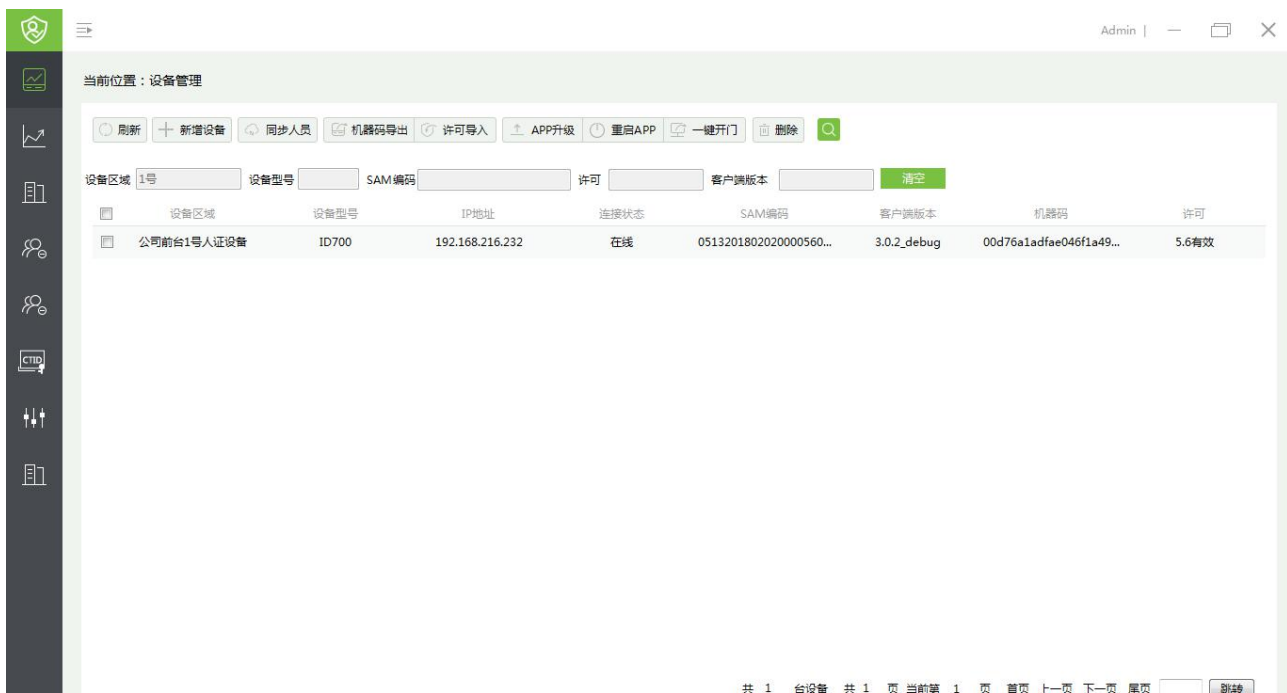 Admin |
当前位置：设备管理
刷新 新增设备 同步人员 机器码导出 许可导入 APP升级 重启APP 一键开门 删除
设备区域 1号 设备型号 SAM编码 许可 客户端版本 清空
设备区域 设备型号 IP地址 连接状态 SAM编码 客户端版本 机器码 许可
公司前台1号人证设备 ID700 192.168.216.232 在线 0513201802020000560... 3.0.2_debug 00d76a1adfae046f1a49... 5.6有效
CTID
共 1 台设备 共 1 页 当前第 1 页 首页 上一页 下一页 尾页 跳转